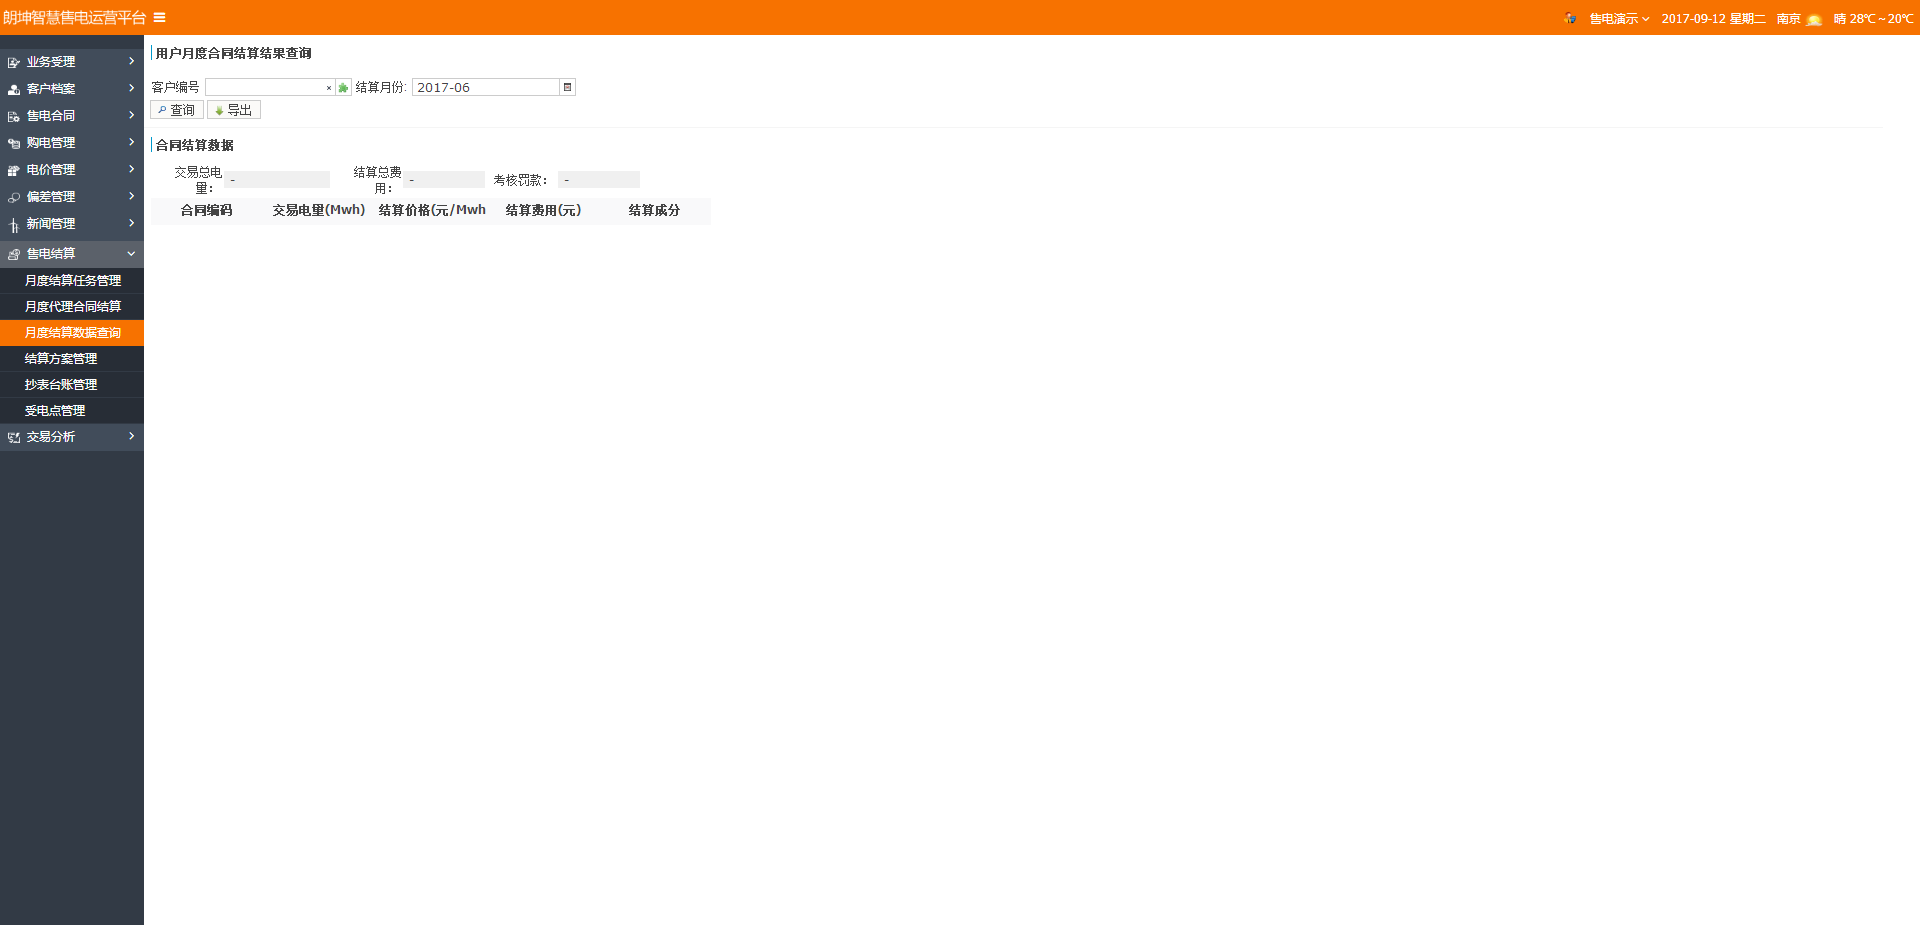 朗坤智慧售电运营平台
售电演示 2017-09-12 星期二 南京 晴 28℃~20℃
业务受理
客户档案
售电合同
购电管理
电价管理
偏差管理
新闻管理
售电结算
月度结算任务管理
月度代理合同结算
月度结算数据查询
结算方案管理
抄表台账管理
受电点管理
交易分析
用户月度合同结算结果查询
客户编号 × 结算月份: 2017-06
查询 导出
合同结算数据
交易总电量： - 结算总费用： - 考核罚款： -
合同编码 交易电量(Mwh) 结算价格(元/Mwh 结算费用(元) 结算成分